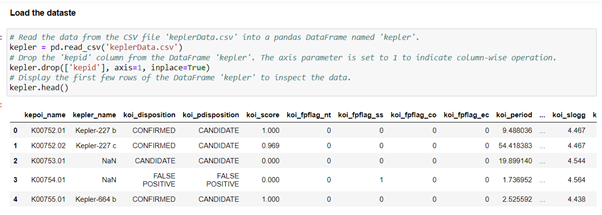 Load the dataste
# Read the data from the CSV file 'keplerData.csv' into a pandas DataFrame named 'kepler'.
kepler = pd.read_csv('keplerData.csv')
# Drop the 'kepid' column from the DataFrame 'kepler'. The axis parameter is set to 1 to indicate column-wise operation.
kepler.drop(['kepid'], axis=1, inplace=True)
# Display the first few rows of the DataFrame 'kepler' to inspect the data.
kepler.head()
kepoi_name kepler_name koi_disposition koi_pdisposition koi_score koi_fpflag_nt koi_fpflag_ss koi_fpflag_co koi_fpflag_ec koi_period ... koi_slogg k
0 K00752.01 Kepler-227 b CONFIRMED CANDIDATE 1.000 0 0 0 0 9.488036 ... 4.467
1 K00752.02 Kepler-227 c CONFIRMED CANDIDATE 0.969 0 0 0 0 54.418383 ... 4.467
2 K00753.01 NaN CANDIDATE CANDIDATE 0.000 0 0 0 0 19.899140 ... 4.544
3 K00754.01 NaN FALSE POSITIVE FALSE POSITIVE 0.000 0 1 0 0 1.736952 ... 4.564
4 K00755.01 Kepler-664 b CONFIRMED CANDIDATE 1.000 0 0 0 0 2.525592 ... 4.438